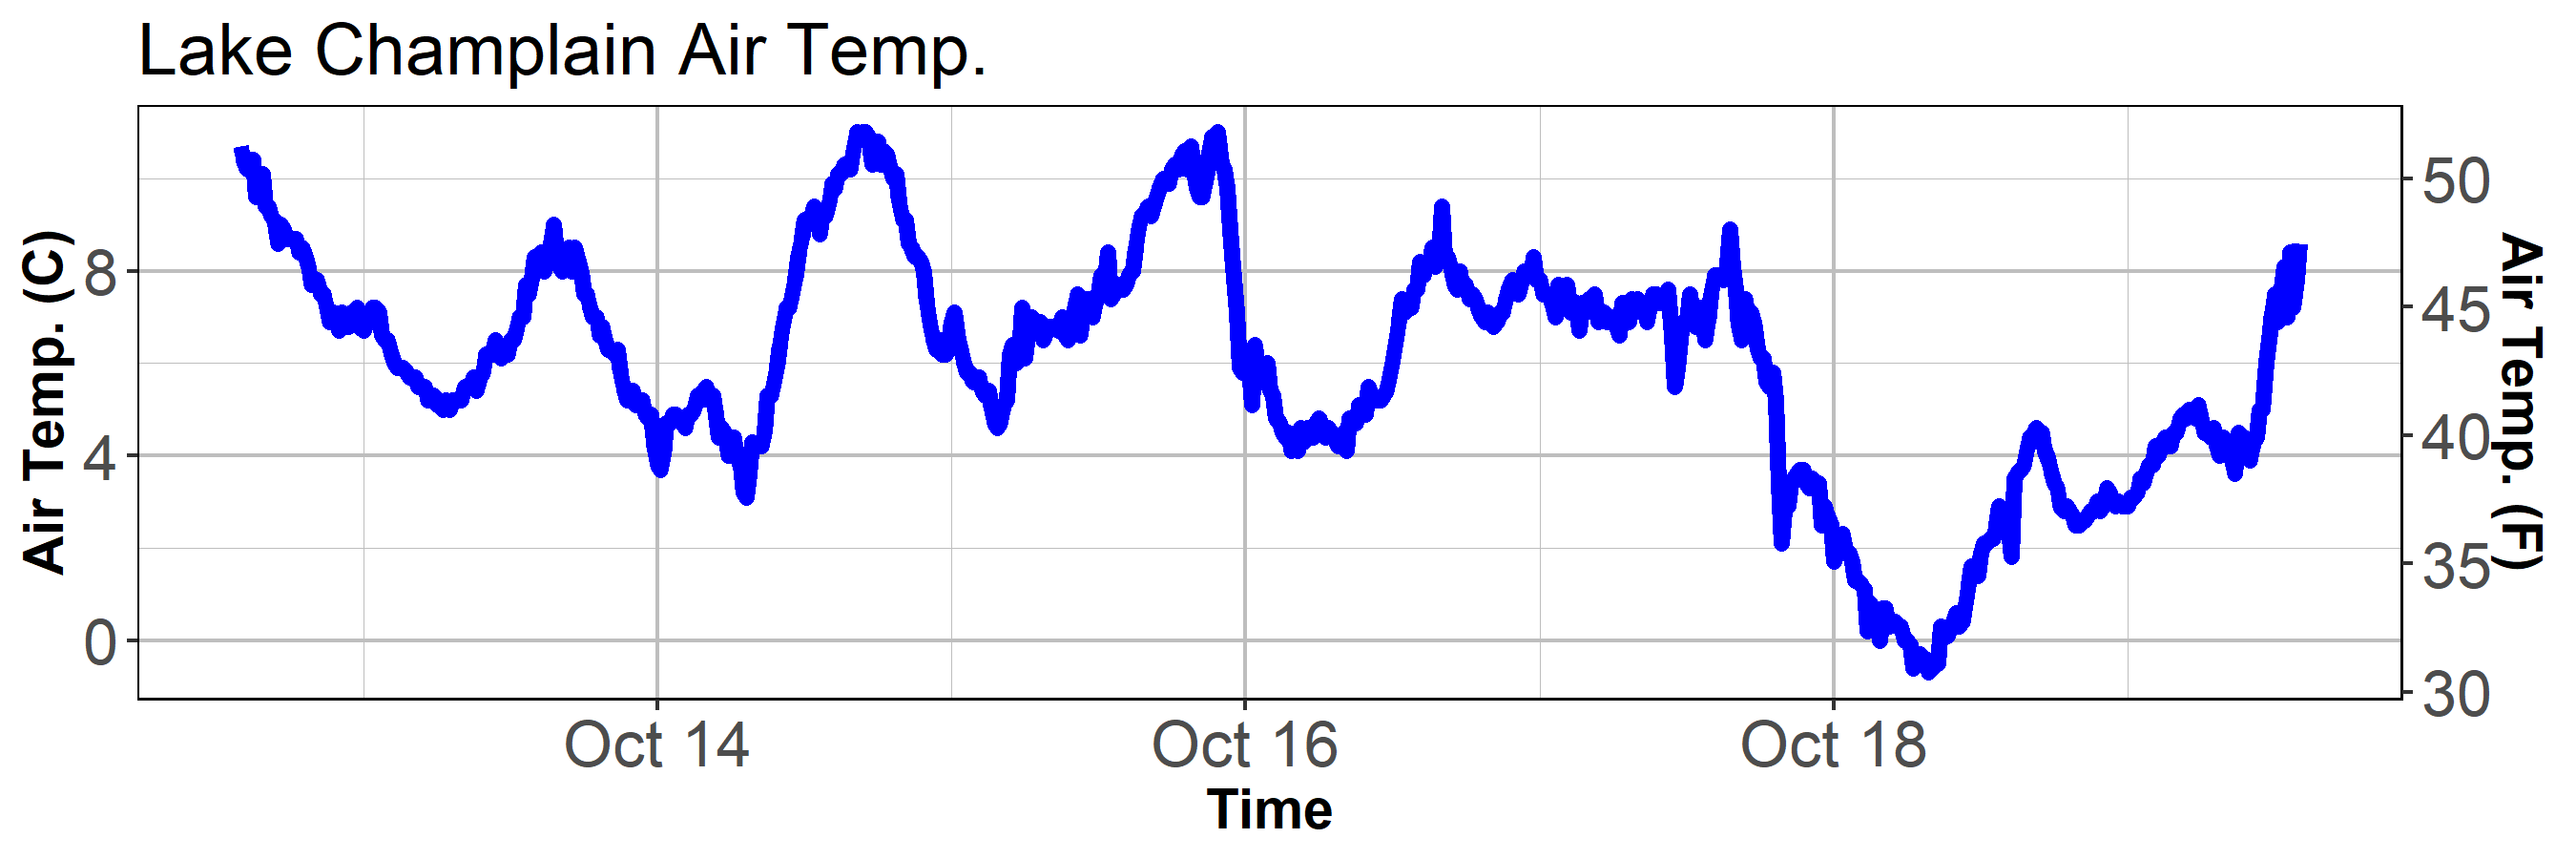 Lake Champlain Air Temp.
Air Temp. (C)
8
4
0
50
45
40
35
30
Air Temp. (F)
Oct 14
Oct 16
Oct 18
Time